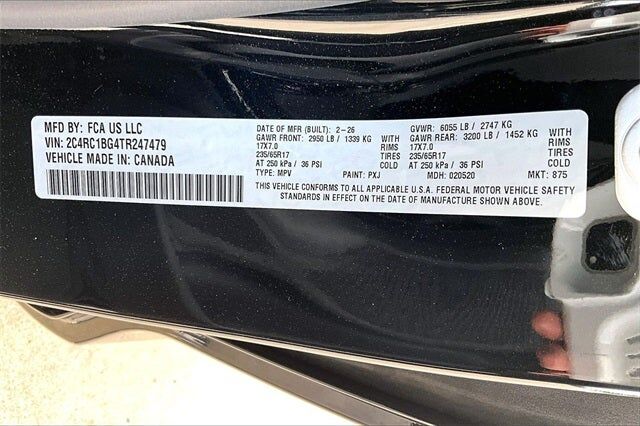 MFD BY: FCA US LLC
VIN: 2C4RC1BG4TR247479
VEHICLE MADE IN: CANADA
DATE OF MFR (BUILT): 2-26
GVWR: 6055 LB / 2747 KG
GAWR FRONT: 2950 LB / 1339 KG
GAWR REAR: 3200 LB / 1452 KG
17X7.0 RIMS 17X7.0 RIMS
235/65R17 TIRES 235/65R17 TIRES
AT 250 kPa / 36 PSI COLD AT 250 kPa / 36 PSI COLD
TYPE: MPV PAINT: PXJ MDH: 020520 MKT: 875
THIS VEHICLE CONFORMS TO ALL APPLICABLE U.S.A. FEDERAL MOTOR VEHICLE SAFETY
STANDARDS IN EFFECT ON THE DATE OF MANUFACTURE SHOWN ABOVE.